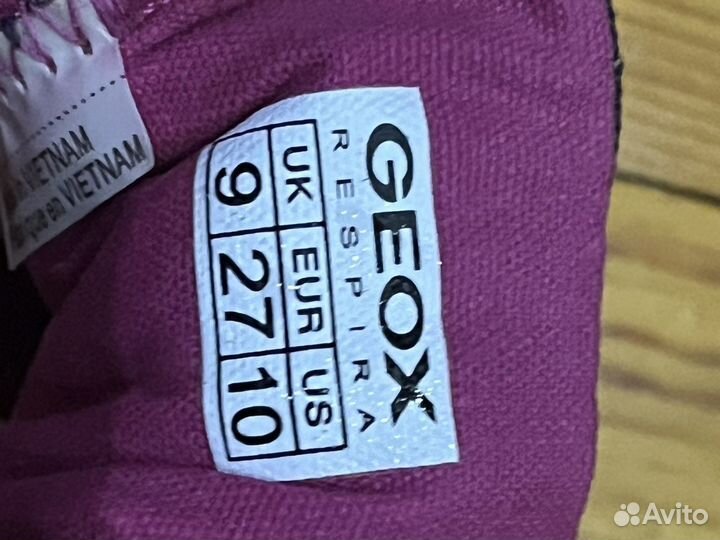 GEOX
RESPIRA
UK EUR US
9 27 10
VIETNAM
en VIETNAM
Avito